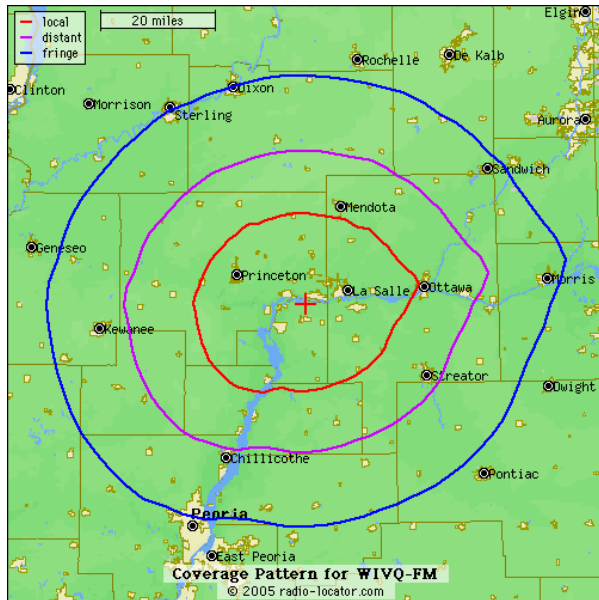 local
distant
fringe
20 miles
Elgin
Rochelle
De Kalb
Clinton
Morrison
Dixon
Sterling
Aurora
Sandwich
Mendota
Geneseo
Princeton
La Salle
Ottawa
Morris
Kewanee
Streator
Dwight
Chillicothe
Pontiac
Peoria
East Peoria
Coverage Pattern for WIVQ-FM
© 2005 radio-locator.com